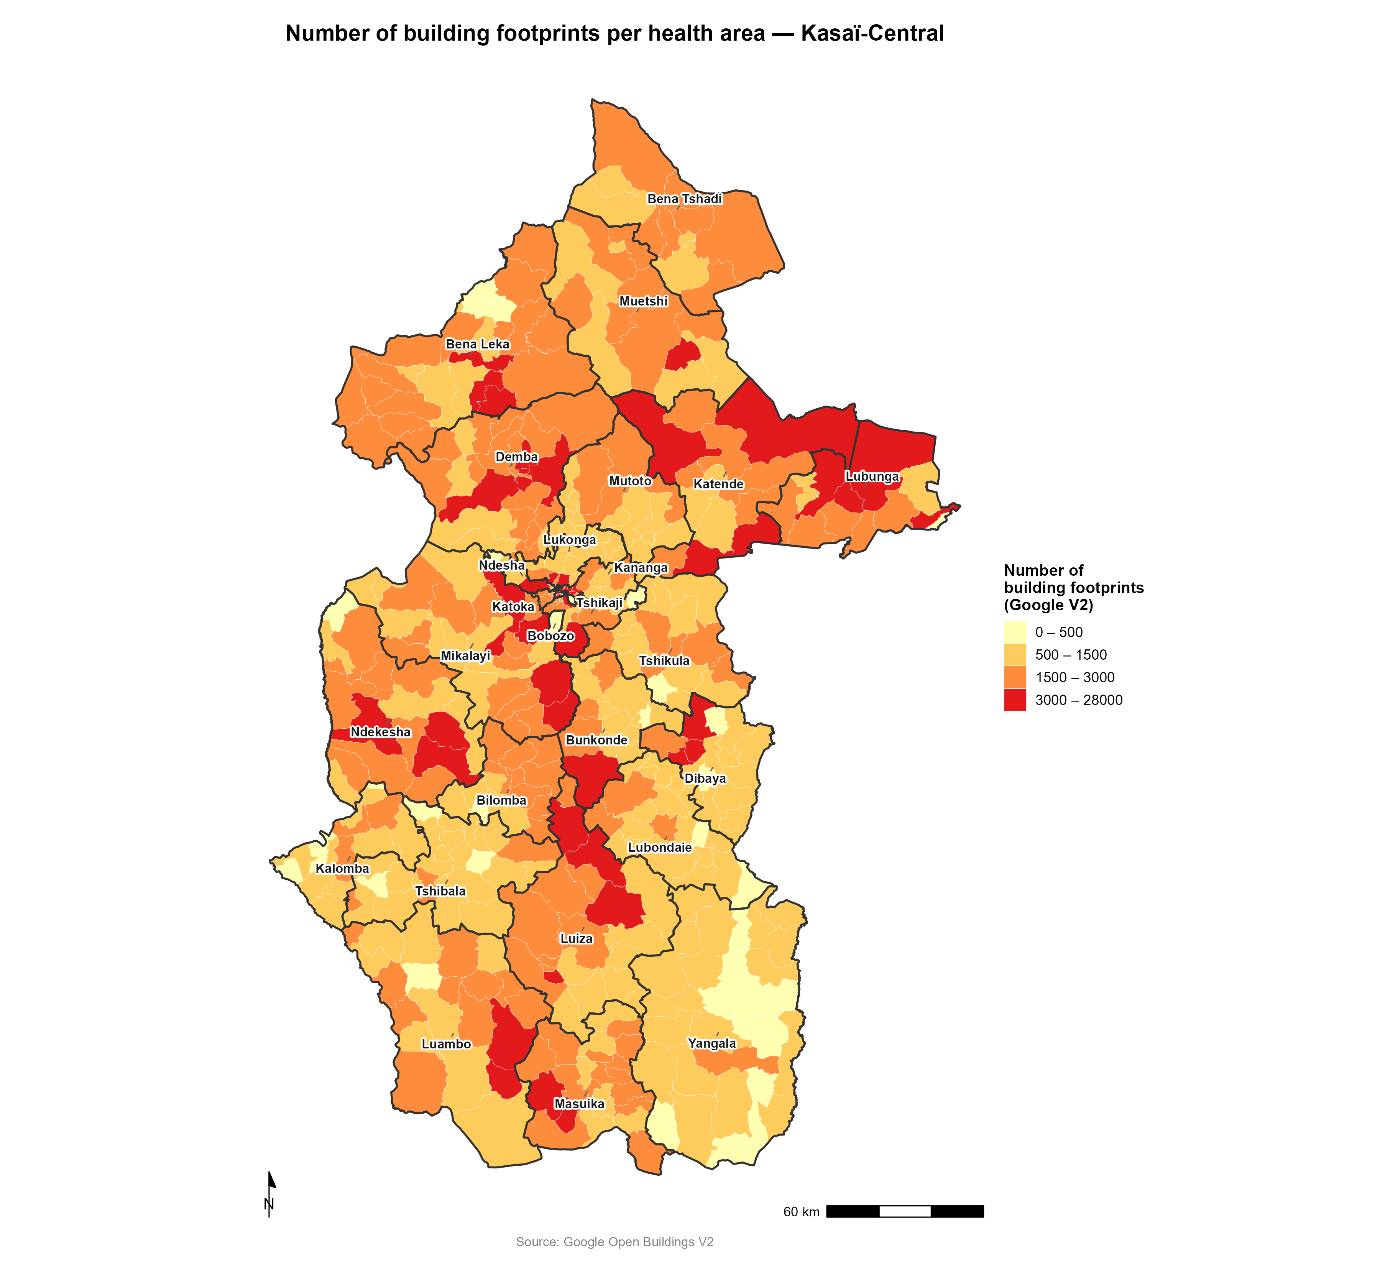 Number of building footprints per health area — Kasaï-Central
Bena Tshadi
Muetshi
Bena Leka
Demba
Mutoto
Katende
Lubunga
Lukonga
Ndesha
Kananga
Katoka
Tshikaji
Bobozo
Mikalayi
Tshikula
Ndekesha
Bunkonde
Dibaya
Bilomba
Lubondaie
Kalomba
Tshibala
Luiza
Luambo
Yangala
Masuika
Number of
building footprints
(Google V2)
0 – 500
500 – 1500
1500 – 3000
3000 – 28000
N
60 km
Source: Google Open Buildings V2